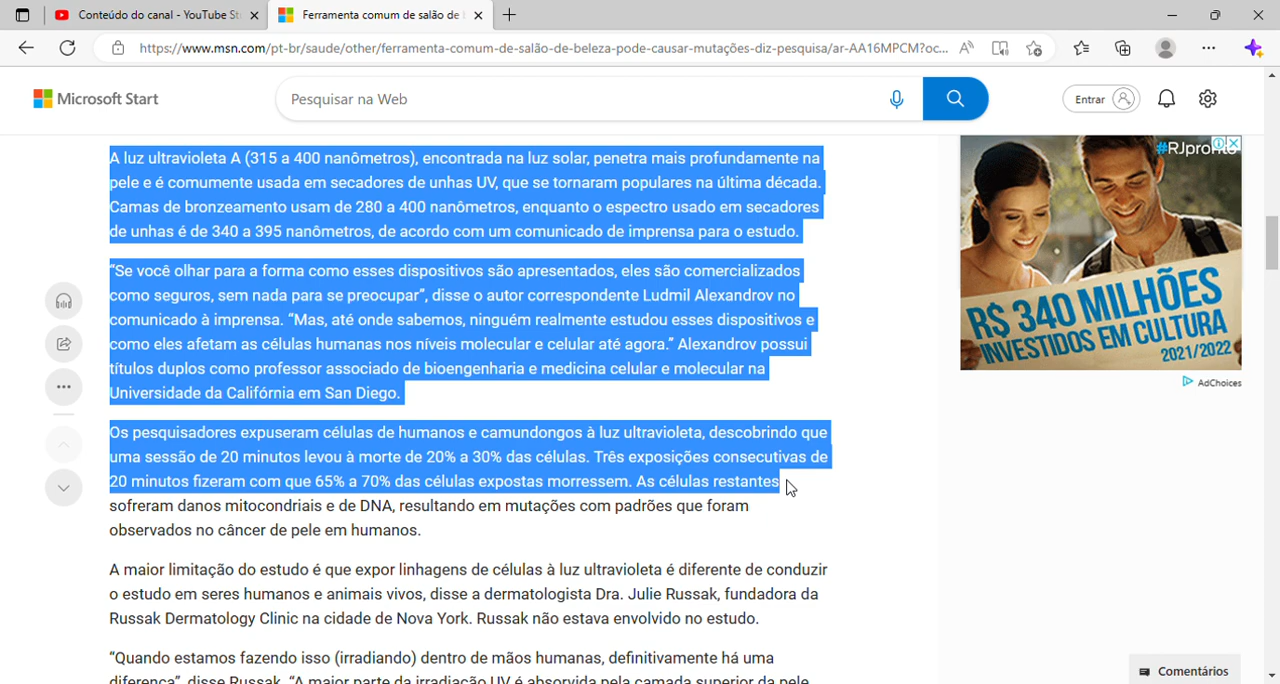 Conteúdo do canal - YouTube St
Ferramenta comum de salão de b
https://www.msn.com/pt-br/saude/other/ferramenta-comum-de-salão-de-beleza-pode-causar-mutações-diz-pesquisa/ar-AA16MPCM?oc...
Microsoft Start
Pesquisar na Web
Entrar
A luz ultravioleta A (315 a 400 nanômetros), encontrada na luz solar, penetra mais profundamente na
pele e é comumente usada em secadores de unhas UV, que se tornaram populares na última década.
Camas de bronzeamento usam de 280 a 400 nanômetros, enquanto o espectro usado em secadores
de unhas é de 340 a 395 nanômetros, de acordo com um comunicado de imprensa para o estudo.
“Se você olhar para a forma como esses dispositivos são apresentados, eles são comercializados
como seguros, sem nada para se preocupar”, disse o autor correspondente Ludmil Alexandrov no
comunicado à imprensa. “Mas, até onde sabemos, ninguém realmente estudou esses dispositivos e
como eles afetam as células humanas nos níveis molecular e celular até agora.” Alexandrov possui
títulos duplos como professor associado de bioengenharia e medicina celular e molecular na
Universidade da Califórnia em San Diego.
Os pesquisadores expuseram células de humanos e camundongos à luz ultravioleta, descobrindo que
uma sessão de 20 minutos levou à morte de 20% a 30% das células. Três exposições consecutivas de
20 minutos fizeram com que 65% a 70% das células expostas morressem. As células restantes
sofreram danos mitocondriais e de DNA, resultando em mutações com padrões que foram
observados no câncer de pele em humanos.
A maior limitação do estudo é que expor linhagens de células à luz ultravioleta é diferente de conduzir
o estudo em seres humanos e animais vivos, disse a dermatologista Dra. Julie Russak, fundadora da
Russak Dermatology Clinic na cidade de Nova York. Russak não estava envolvido no estudo.
“Quando estamos fazendo isso (irradiando) dentro de mãos humanas, definitivamente há uma
diferença”, disse Russak. “A maior parte da irradiação UV é absorvida pela camada superior da pele
#RJpronto
R$ 340 MILHÕES
INVESTIDOS EM CULTURA
2021/2022
AdChoices
Comentários